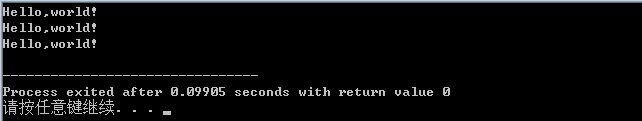 Hello,world!
Hello,world!
Hello,world!
--------------------------------
Process exited after 0.09905 seconds with return value 0
请按任意键继续. . .